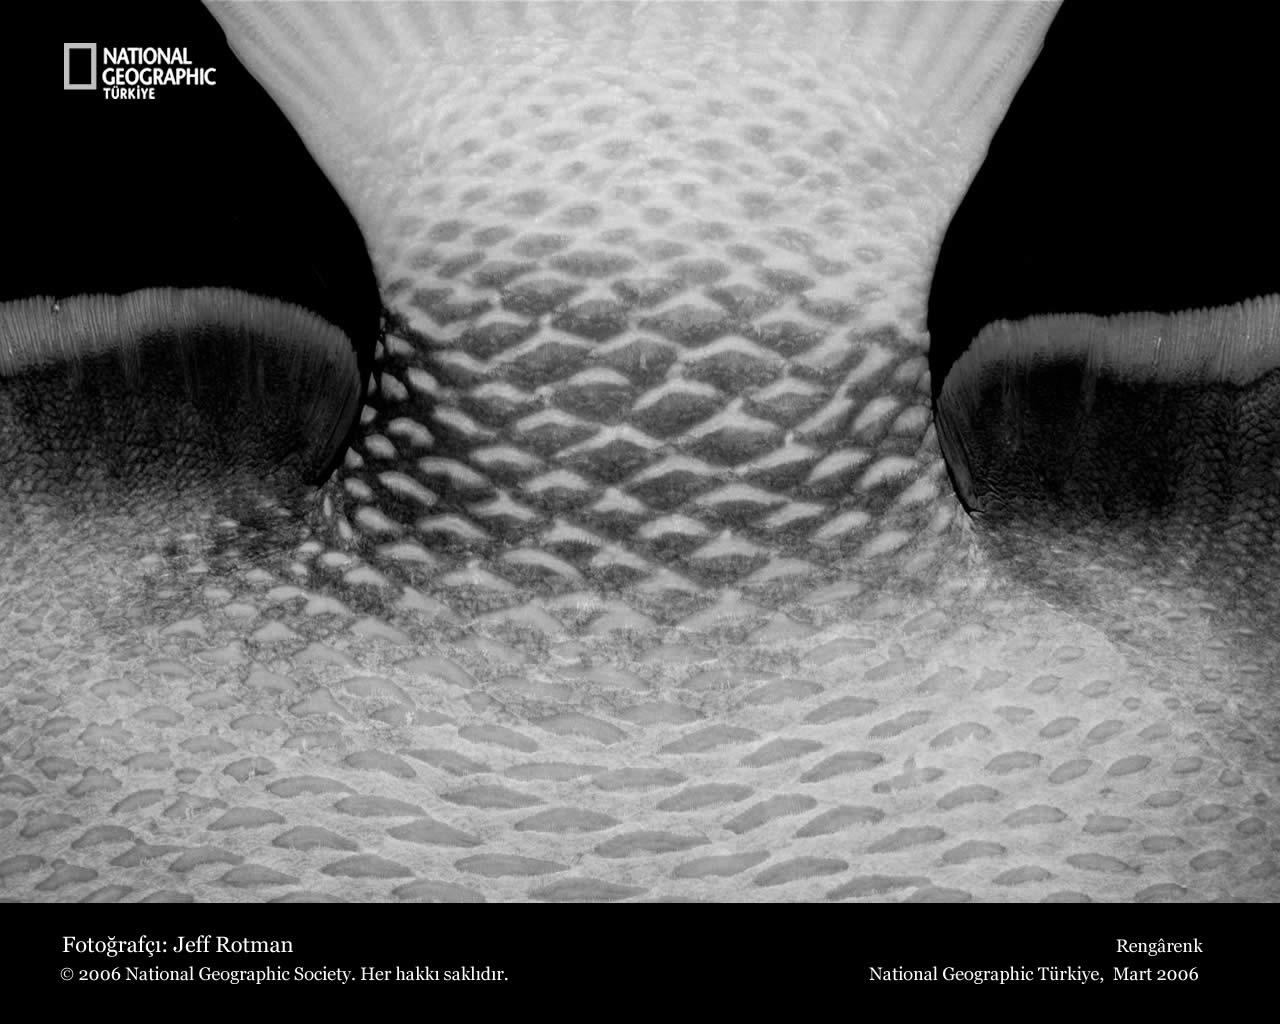 NATIONAL
GEOGRAPHIC
TÜRKİYE
Fotoğrafçı: Jeff Rotman
© 2006 National Geographic Society. Her hakkı saklıdır.
Rengârenk
National Geographic Türkiye, Mart 2006